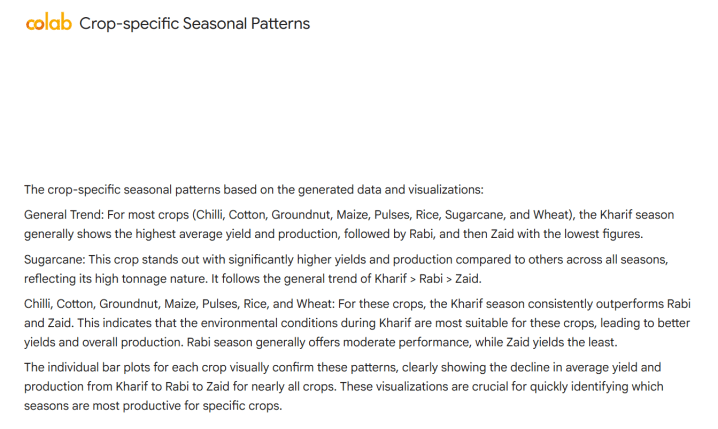 colab Crop-specific Seasonal Patterns
The crop-specific seasonal patterns based on the generated data and visualizations:
General Trend: For most crops (Chilli, Cotton, Groundnut, Maize, Pulses, Rice, Sugarcane, and Wheat), the Kharif season
generally shows the highest average yield and production, followed by Rabi, and then Zaid with the lowest figures.
Sugarcane: This crop stands out with significantly higher yields and production compared to others across all seasons,
reflecting its high tonnage nature. It follows the general trend of Kharif > Rabi > Zaid.
Chilli, Cotton, Groundnut, Maize, Pulses, Rice, and Wheat: For these crops, the Kharif season consistently outperforms Rabi
and Zaid. This indicates that the environmental conditions during Kharif are most suitable for these crops, leading to better
yields and overall production. Rabi season generally offers moderate performance, while Zaid yields the least.
The individual bar plots for each crop visually confirm these patterns, clearly showing the decline in average yield and
production from Kharif to Rabi to Zaid for nearly all crops. These visualizations are crucial for quickly identifying which
seasons are most productive for specific crops.